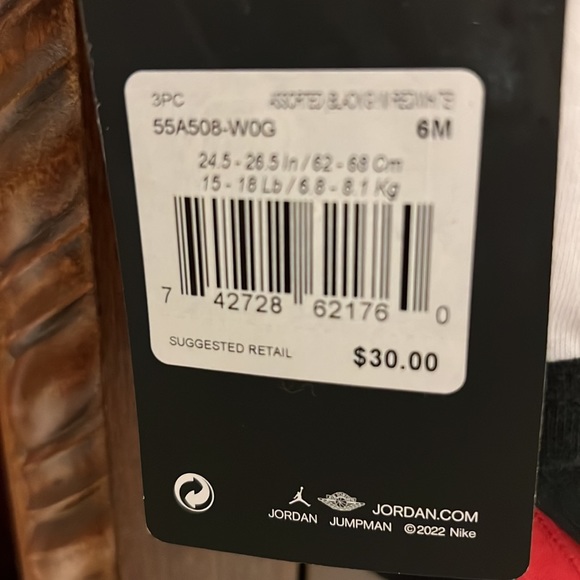 3PC ASSORTED
55A508-W0G 6M
24.5 - 26.5 In / 62 - 68 Cm
15 - 18 Lb / 6.8 - 8.1 Kg
7 42728 62176 0
SUGGESTED RETAIL $30.00
JORDAN.COM
JORDAN JUMPMAN ©2022 Nike